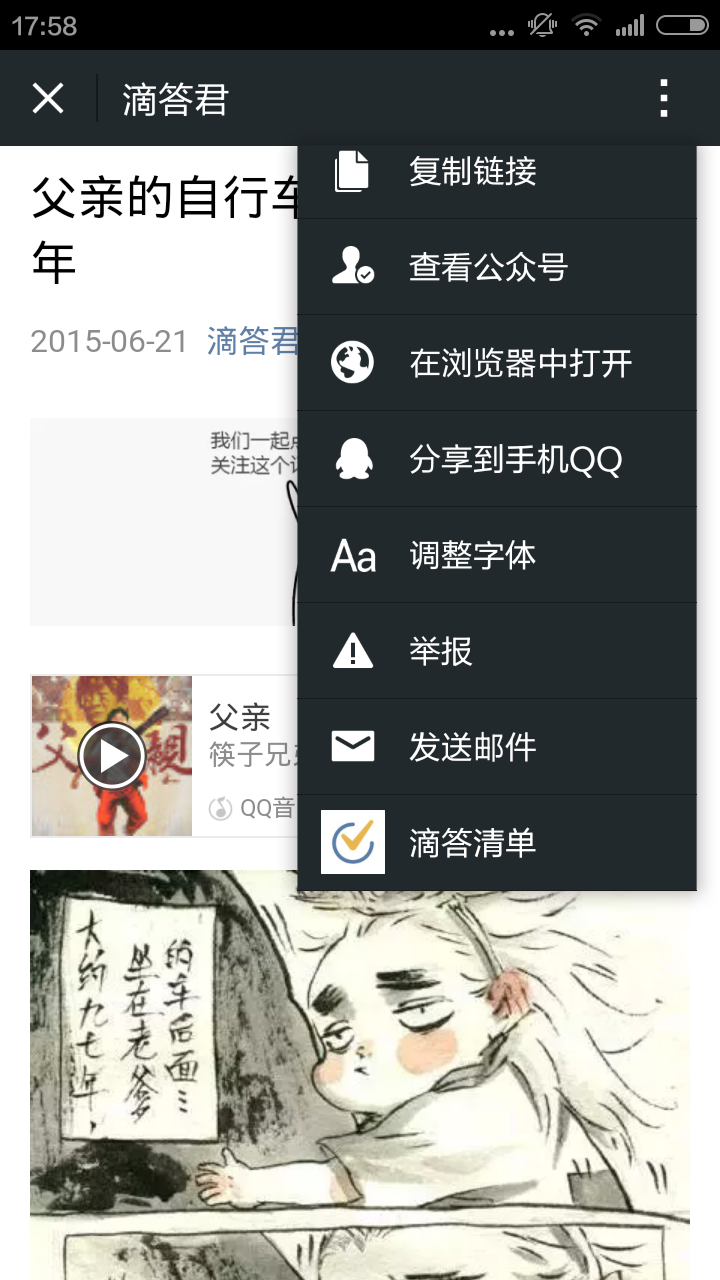 17:58
滴答君
父亲的自行车
年
2015-06-21 滴答君
我们一起
关注这个
父亲
筷子兄
QQ音
复制链接
查看公众号
在浏览器中打开
分享到手机QQ
Aa 调整字体
举报
发送邮件
滴答清单
父親
大约九七年，
坐在老爹
的车后面…